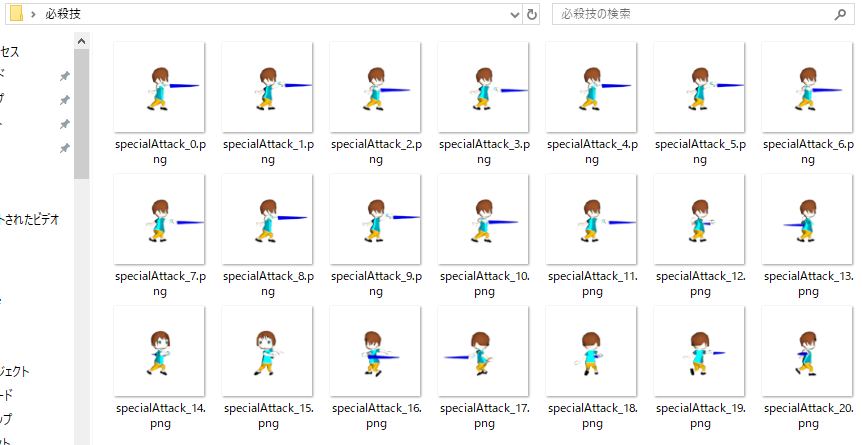 必殺技
必殺技の検索
セス
ド
プ
ト
specialAttack_0.p
ng
specialAttack_1.p
ng
specialAttack_2.p
ng
specialAttack_3.p
ng
specialAttack_4.p
ng
specialAttack_5.p
ng
specialAttack_6.p
ng
トされたビデオ
specialAttack_7.p
ng
specialAttack_8.p
ng
specialAttack_9.p
ng
specialAttack_10.
png
specialAttack_11.
png
specialAttack_12.
png
specialAttack_13.
png
ジェクト
ード
ップ
specialAttack_14.
png
specialAttack_15.
png
specialAttack_16.
png
specialAttack_17.
png
specialAttack_18.
png
specialAttack_19.
png
specialAttack_20.
png